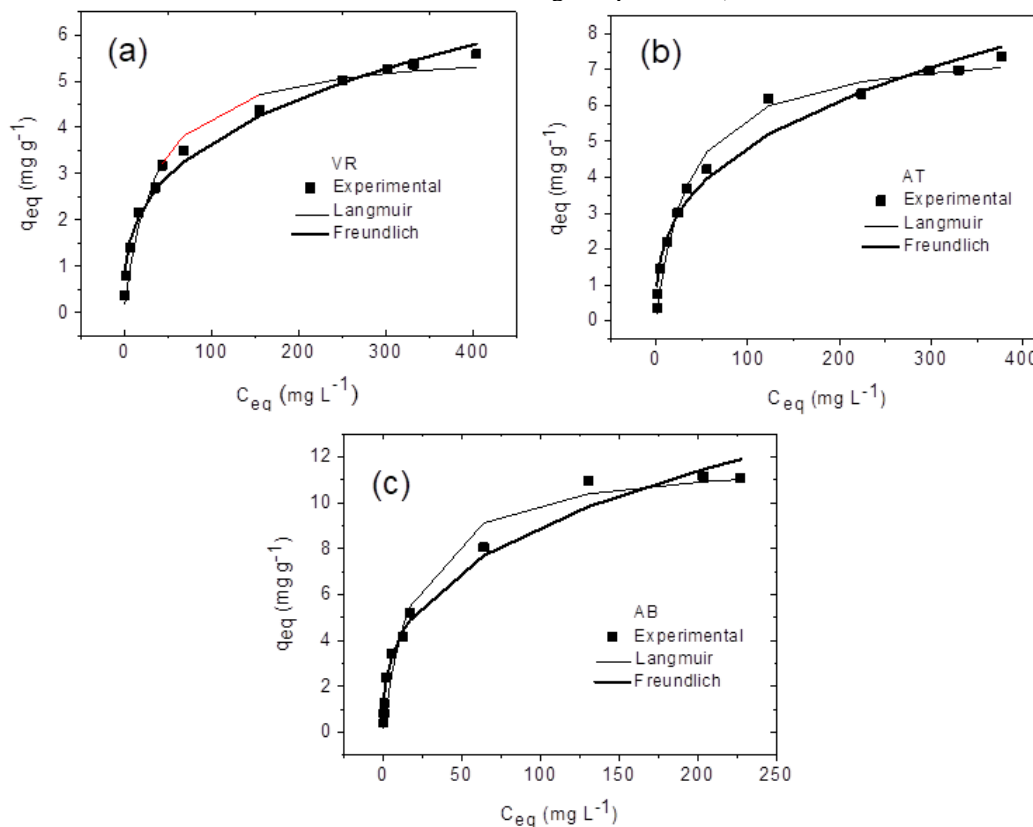 (a)
6
5
4
3
2
1
0
q_eq (mg g⁻¹)
VR
Experimental
Langmuir
Freundlich
0 100 200 300 400
C_eq (mg L⁻¹)
(b)
8
7
6
5
4
3
2
1
0
q_eq (mg g⁻¹)
AT
Experimental
Langmuir
Freundlich
0 100 200 300 400
C_eq (mg L⁻¹)
(c)
12
10
8
6
4
2
0
q_eq (mg g⁻¹)
AB
Experimental
Langmuir
Freundlich
0 50 100 150 200 250
C_eq (mg L⁻¹)